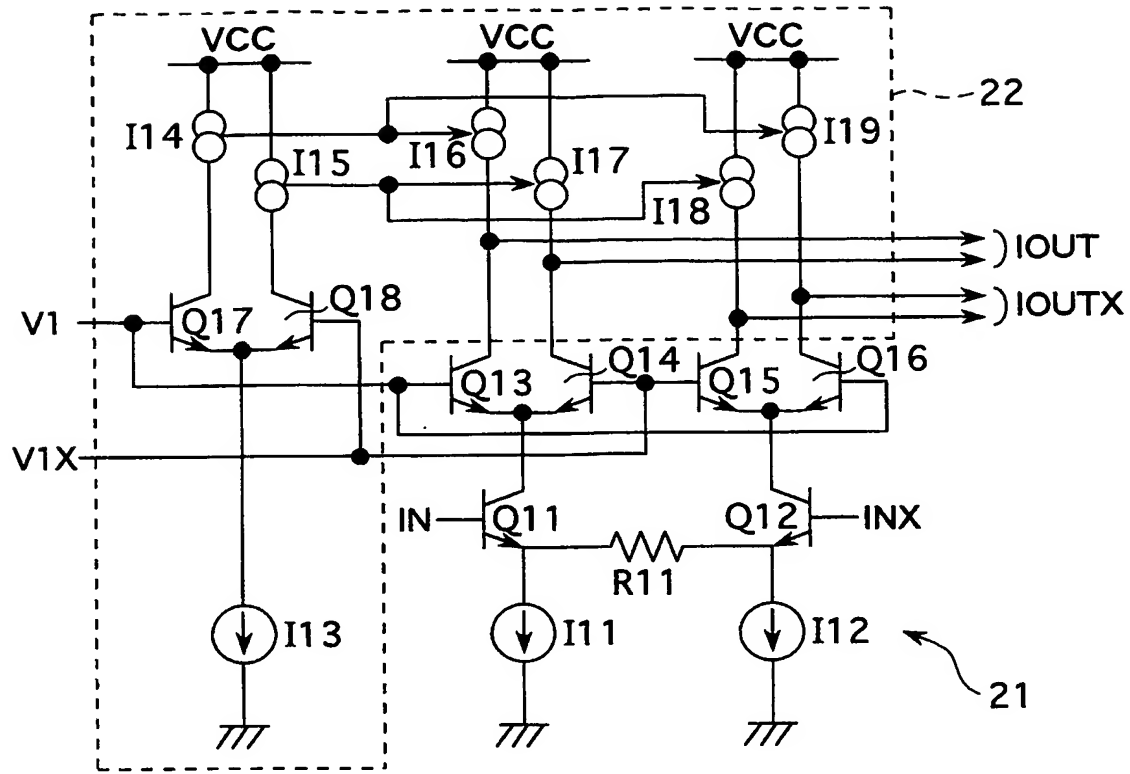 VCC VCC VCC
22
I14 I16 I19
I15 I17 I18
IOUT
IOUTX
V1 Q17 Q18
Q13 Q14 Q15 Q16
V1X
IN Q11 Q12 INX
R11
I13 I11 I12
21